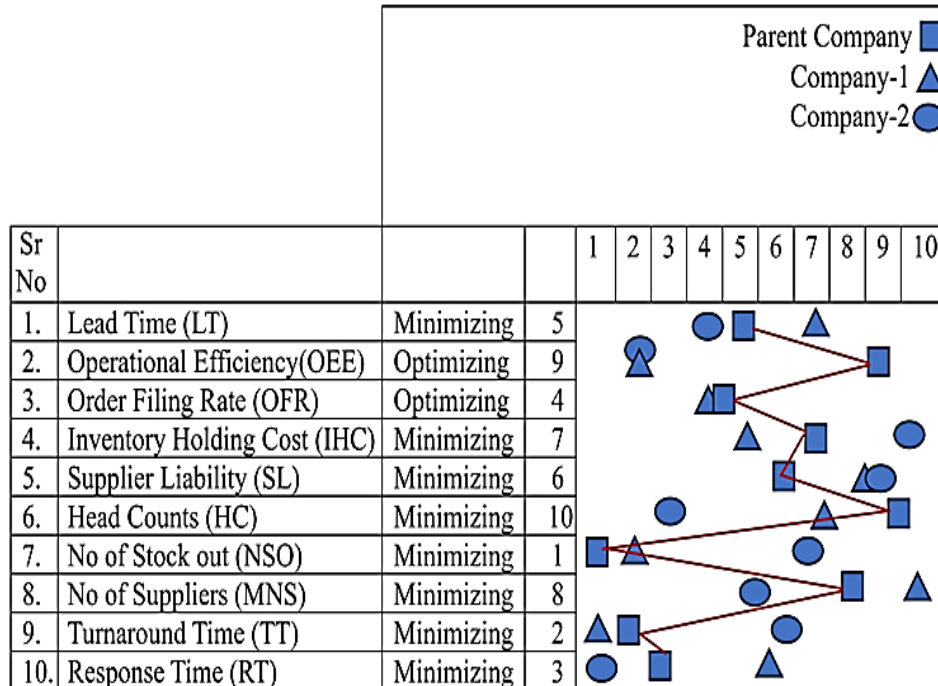 Parent Company
Company-1
Company-2
Sr No 1 2 3 4 5 6 7 8 9 10
1. Lead Time (LT) Minimizing 5
2. Operational Efficiency(OEE) Optimizing 9
3. Order Filing Rate (OFR) Optimizing 4
4. Inventory Holding Cost (IHC) Minimizing 7
5. Supplier Liability (SL) Minimizing 6
6. Head Counts (HC) Minimizing 10
7. No of Stock out (NSO) Minimizing 1
8. No of Suppliers (MNS) Minimizing 8
9. Turnaround Time (TT) Minimizing 2
10. Response Time (RT) Minimizing 3